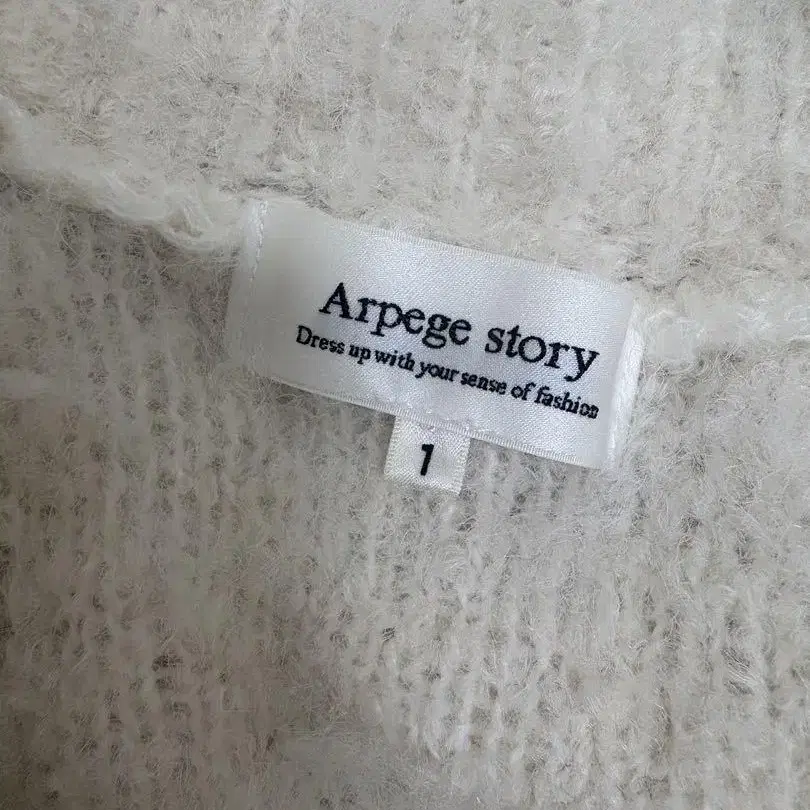 Arpege story
Dress up with your sense of fashion
1